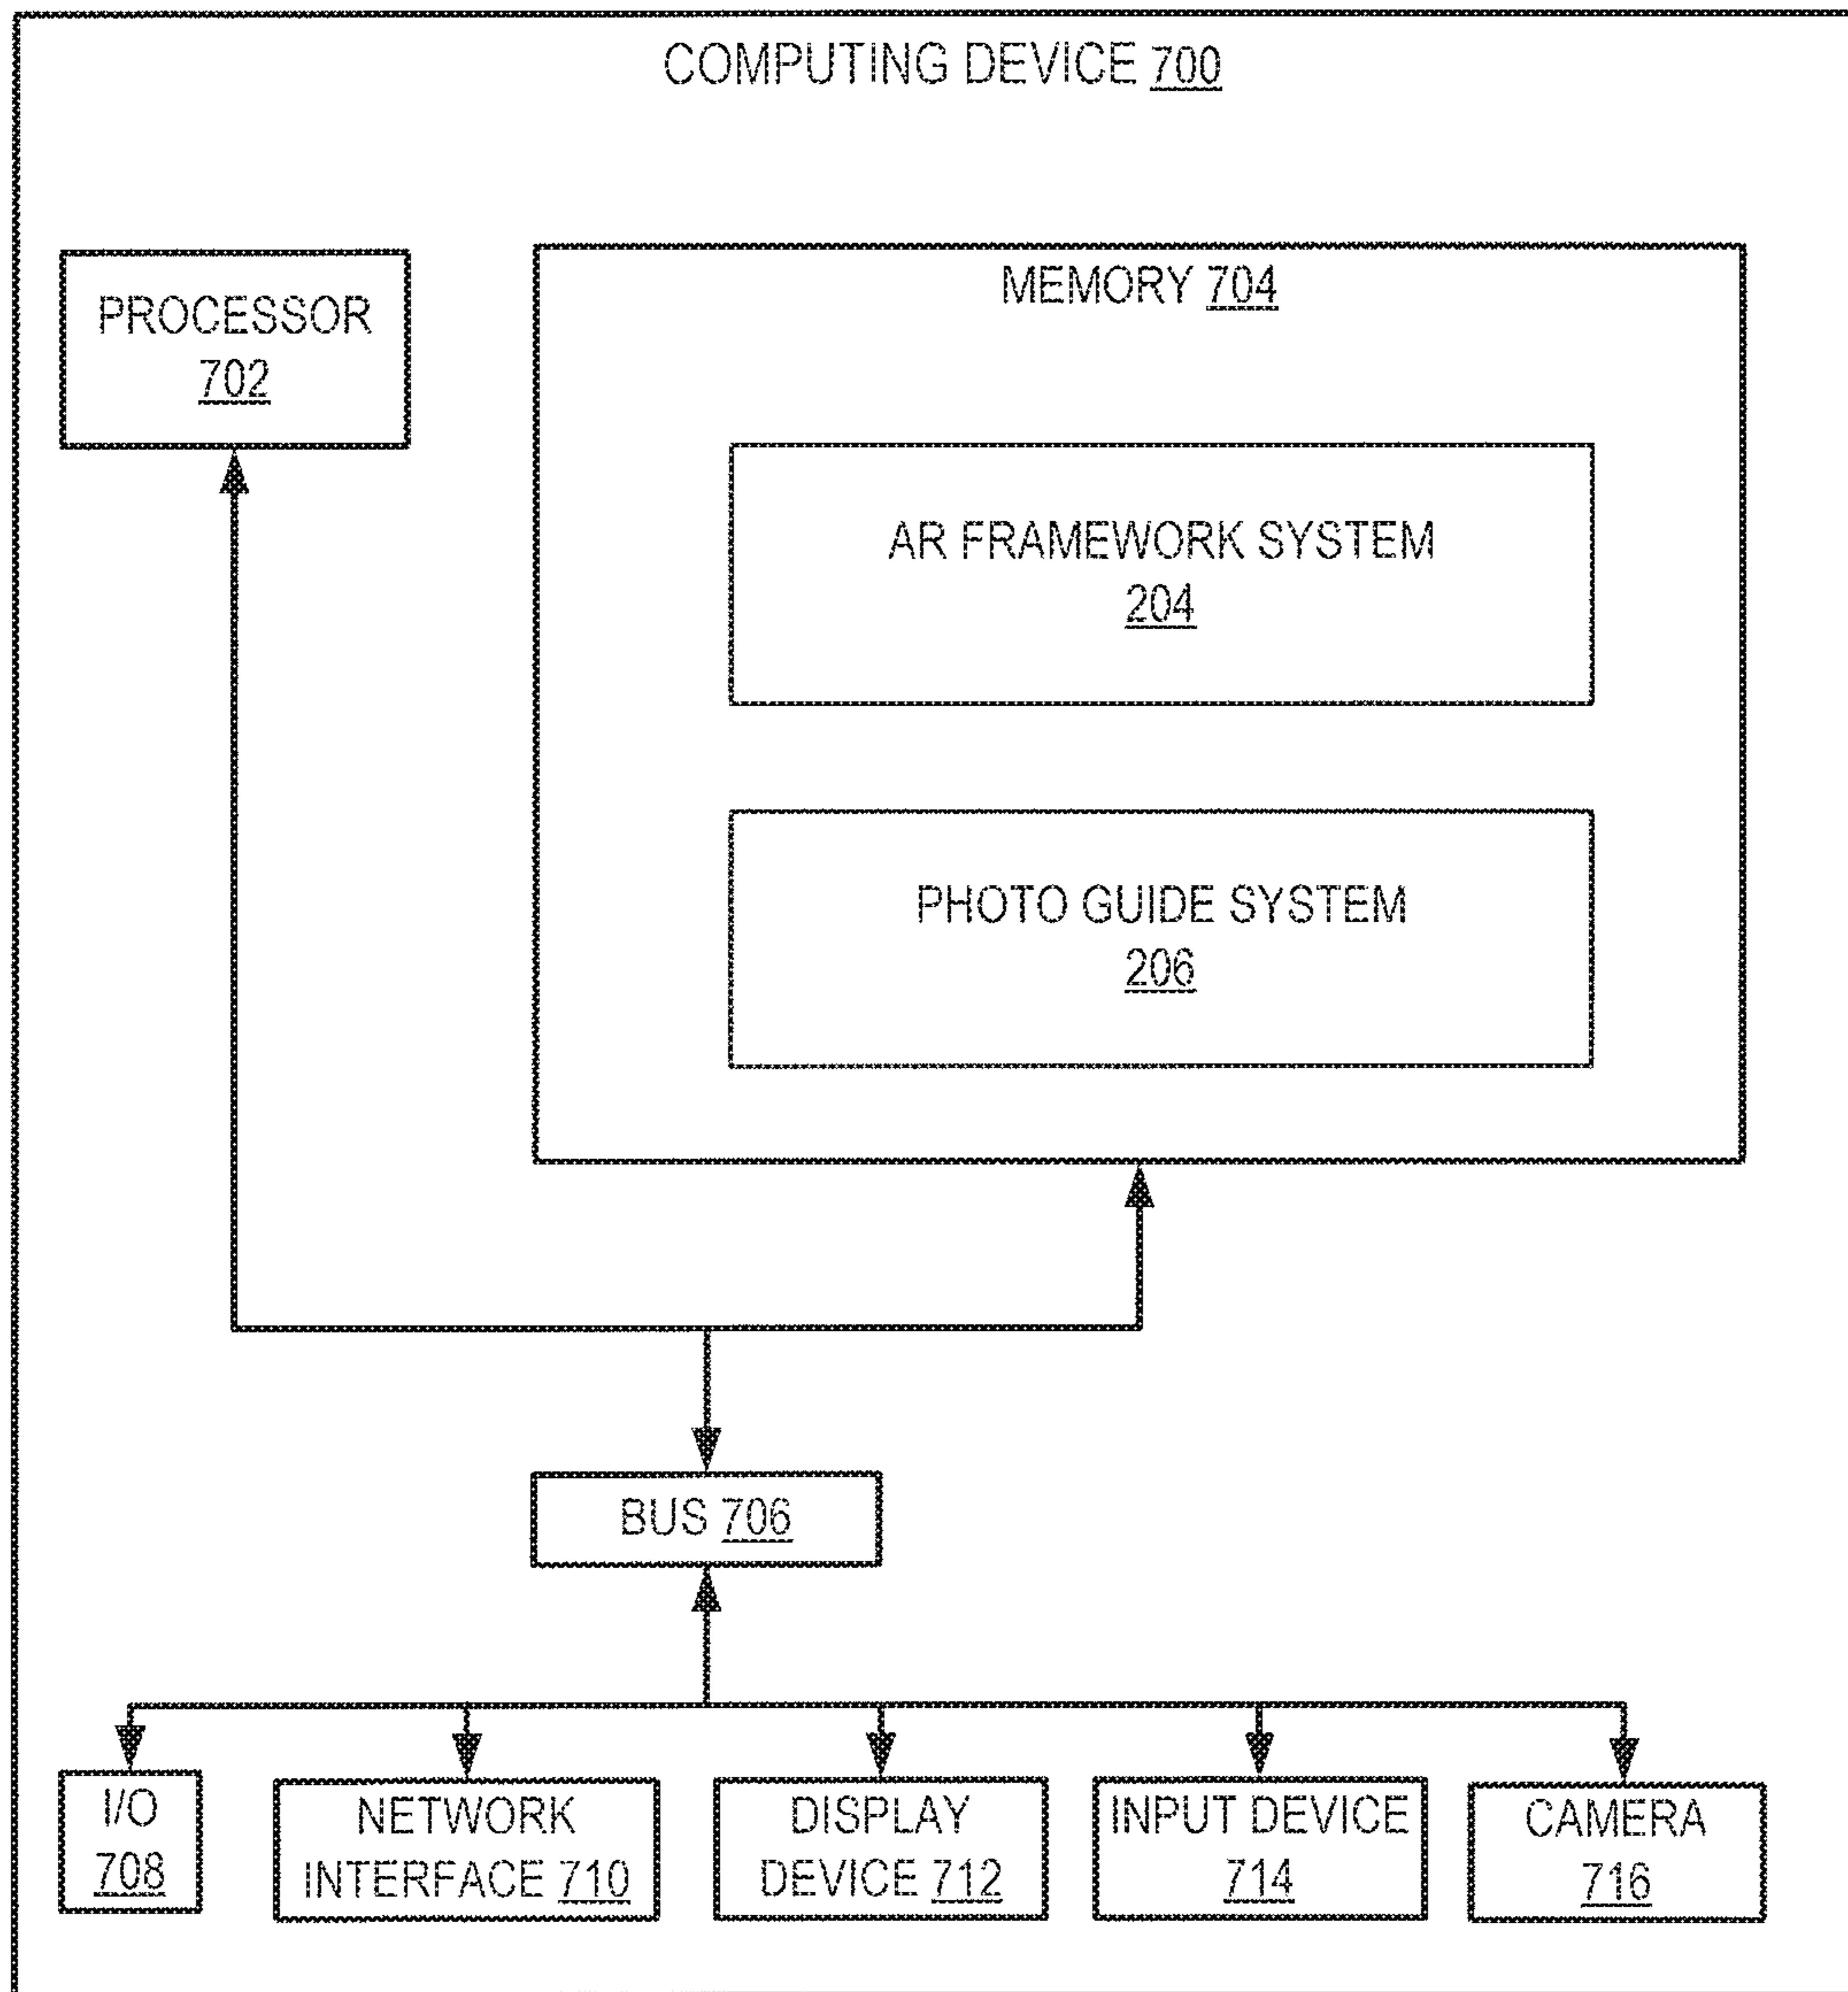 COMPUTING DEVICE 700
PROCESSOR
702
MEMORY 704
AR FRAMEWORK SYSTEM
204
PHOTO GUIDE SYSTEM
206
BUS 706
I/O
708
NETWORK
INTERFACE 710
DISPLAY
DEVICE 712
INPUT DEVICE
714
CAMERA
716